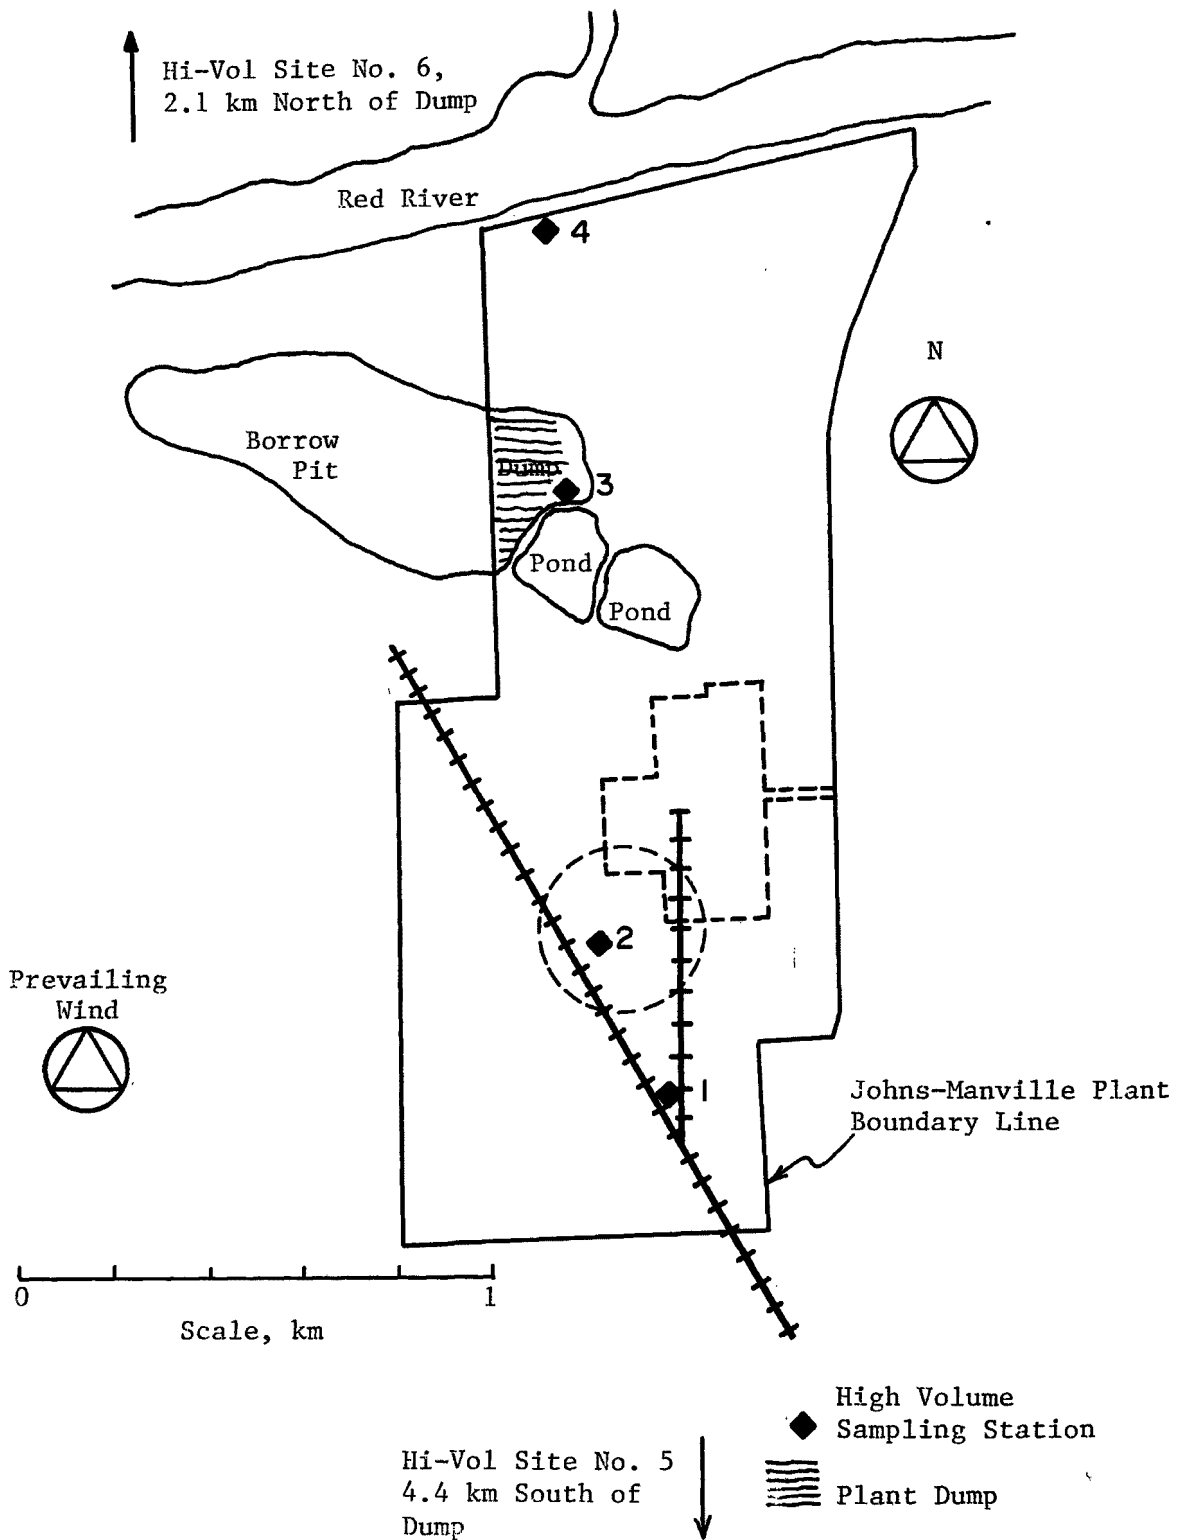 Hi-Vol Site No. 6,
2.1 km North of Dump
Red River
4
N
Borrow
Pit
Dump
3
Pond
Pond
2
Prevailing
Wind
1
Johns-Manville Plant
Boundary Line
0
1
Scale, km
High Volume
Sampling Station
Hi-Vol Site No. 5
4.4 km South of
Dump
Plant Dump